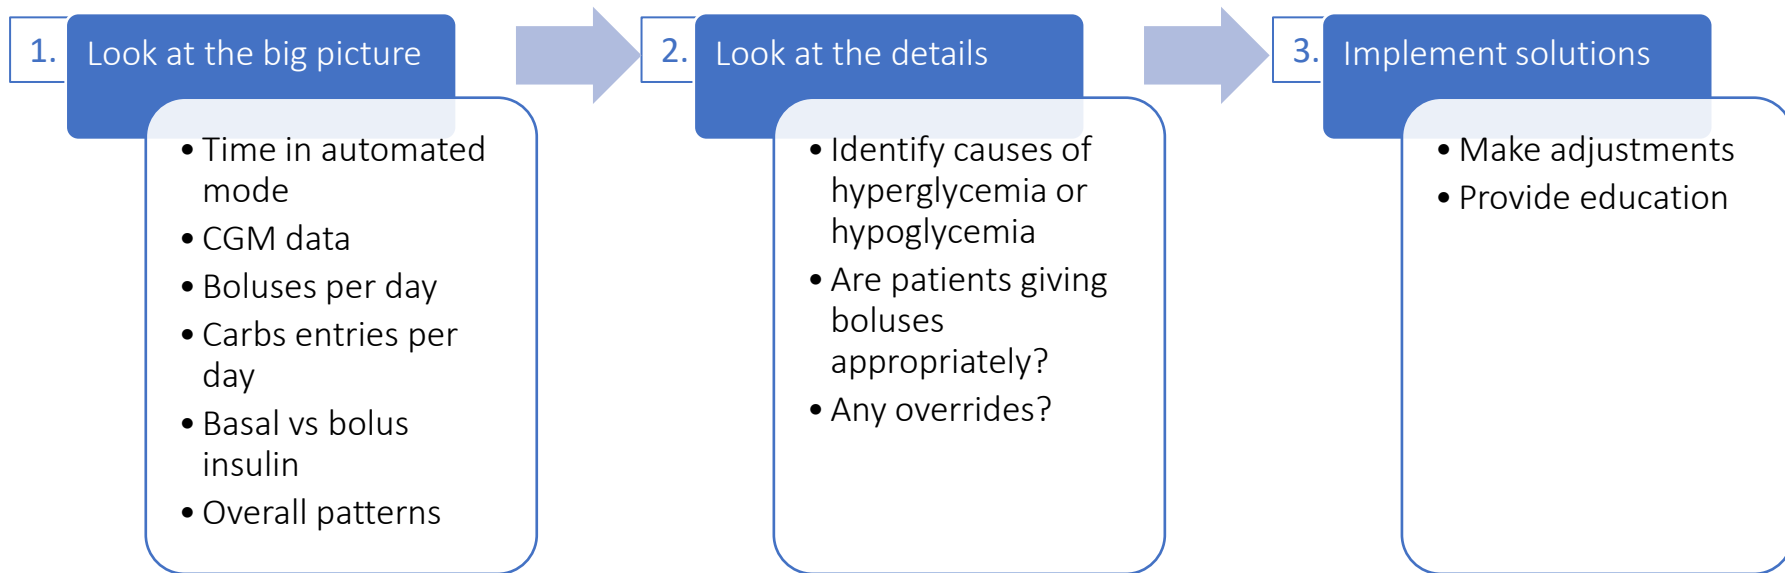 1. Look at the big picture
• Time in automated
mode
• CGM data
• Boluses per day
• Carbs entries per
day
• Basal vs bolus
insulin
• Overall patterns
2. Look at the details
• Identify causes of
hyperglycemia or
hypoglycemia
• Are patients giving
boluses
appropriately?
• Any overrides?
3. Implement solutions
• Make adjustments
• Provide education